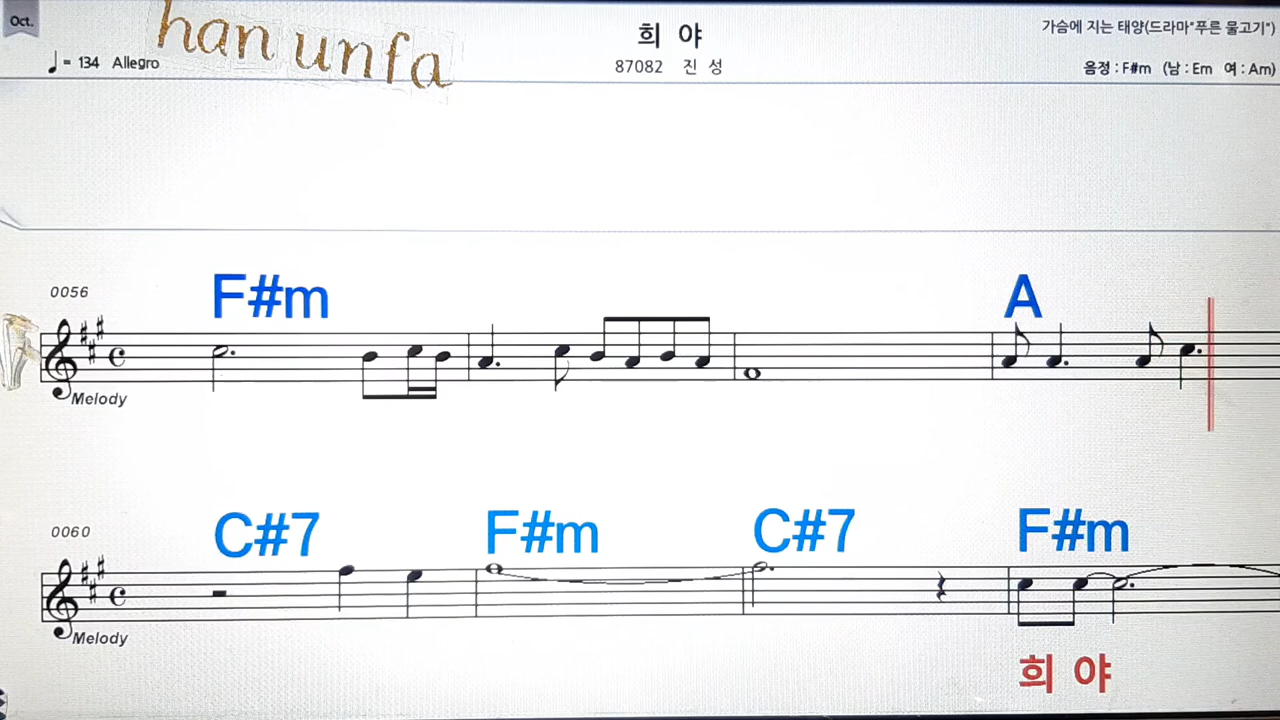 Oct.
han unfa
희 야
가슴에 지는 태양(드라마"푸른 물고기")
♩= 134 Allegro
87082 진 성
음정 : F#m (남 : Em 여 : Am)
0056
F#m
A
Melody
0060
C#7
F#m
C#7
F#m
Melody
희 야